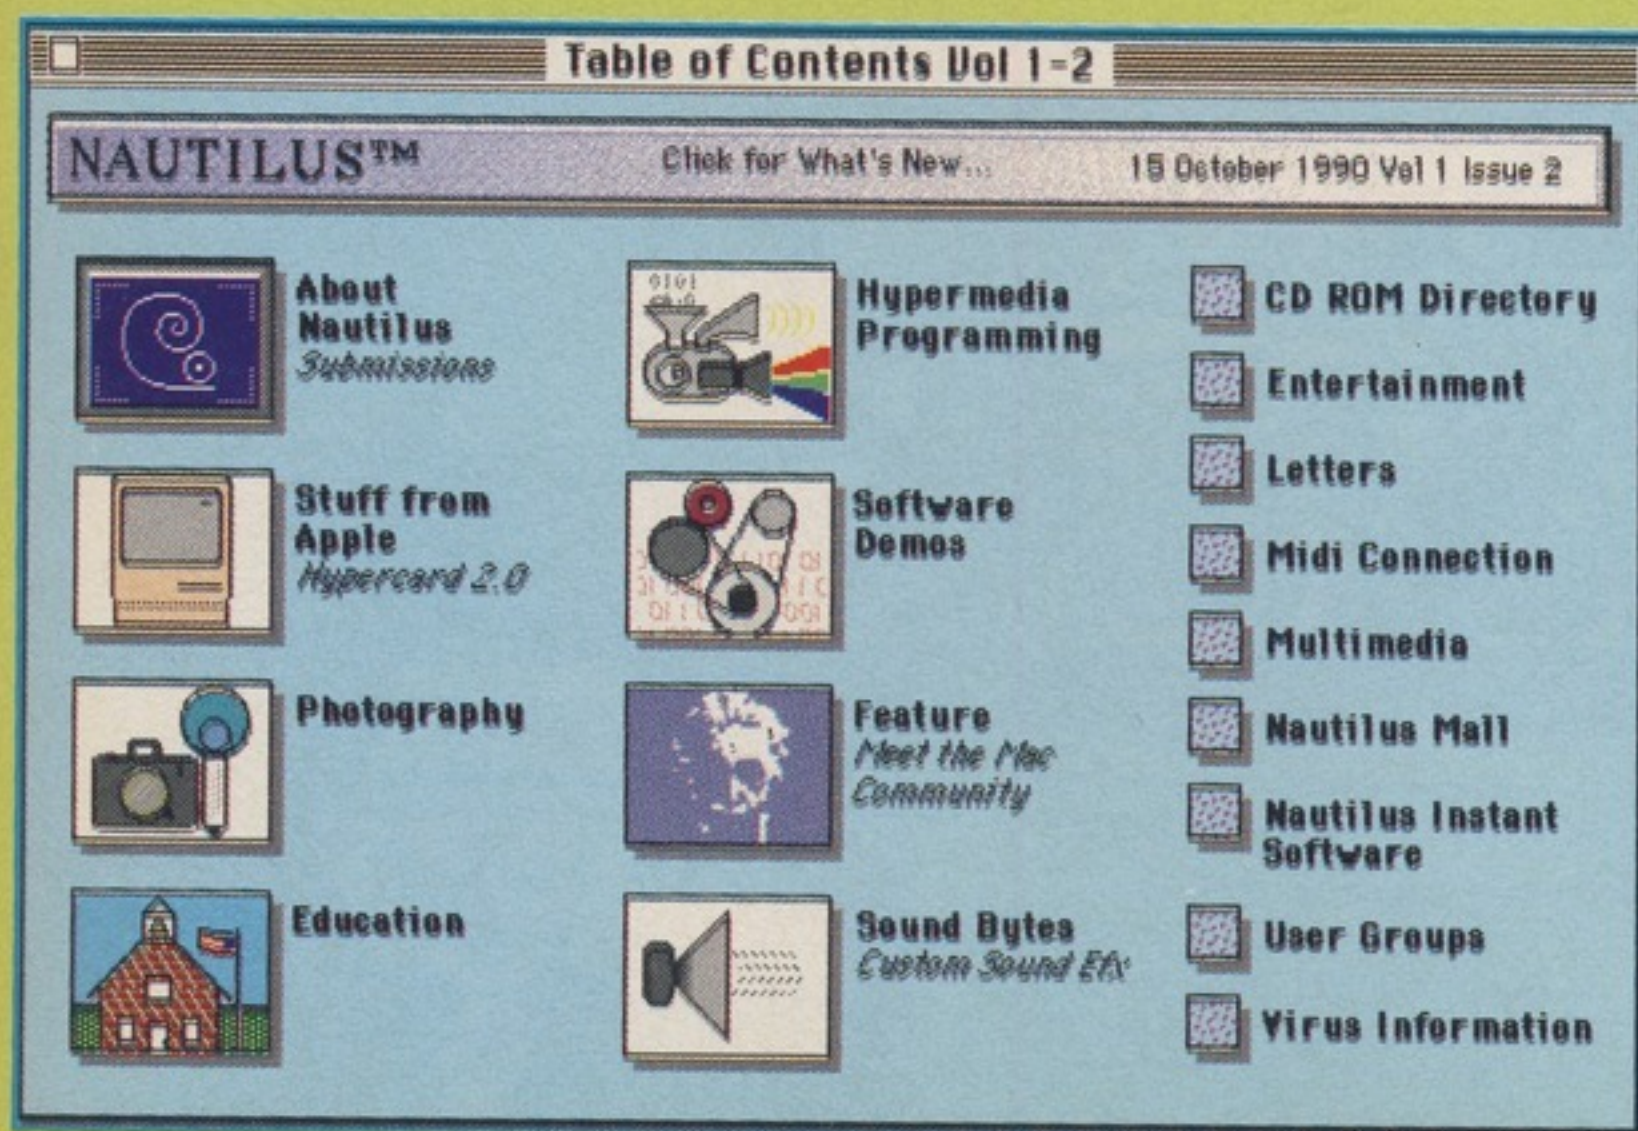 Table of Contents Vol 1-2
NAUTILUS™
Click for What's New...
15 October 1990 Vol 1 Issue 2
About
Nautilus
Submissions
Stuff from
Apple
Hypercard 2.0
Photography
Education
0101
Hypermedia
Programming
Software
Demos
Feature
Meet the Mac
Community
Sound Bytes
Custom Sound Efx
CD ROM Directory
Entertainment
Letters
Midi Connection
Multimedia
Nautilus Mall
Nautilus Instant
Software
User Groups
Virus Information